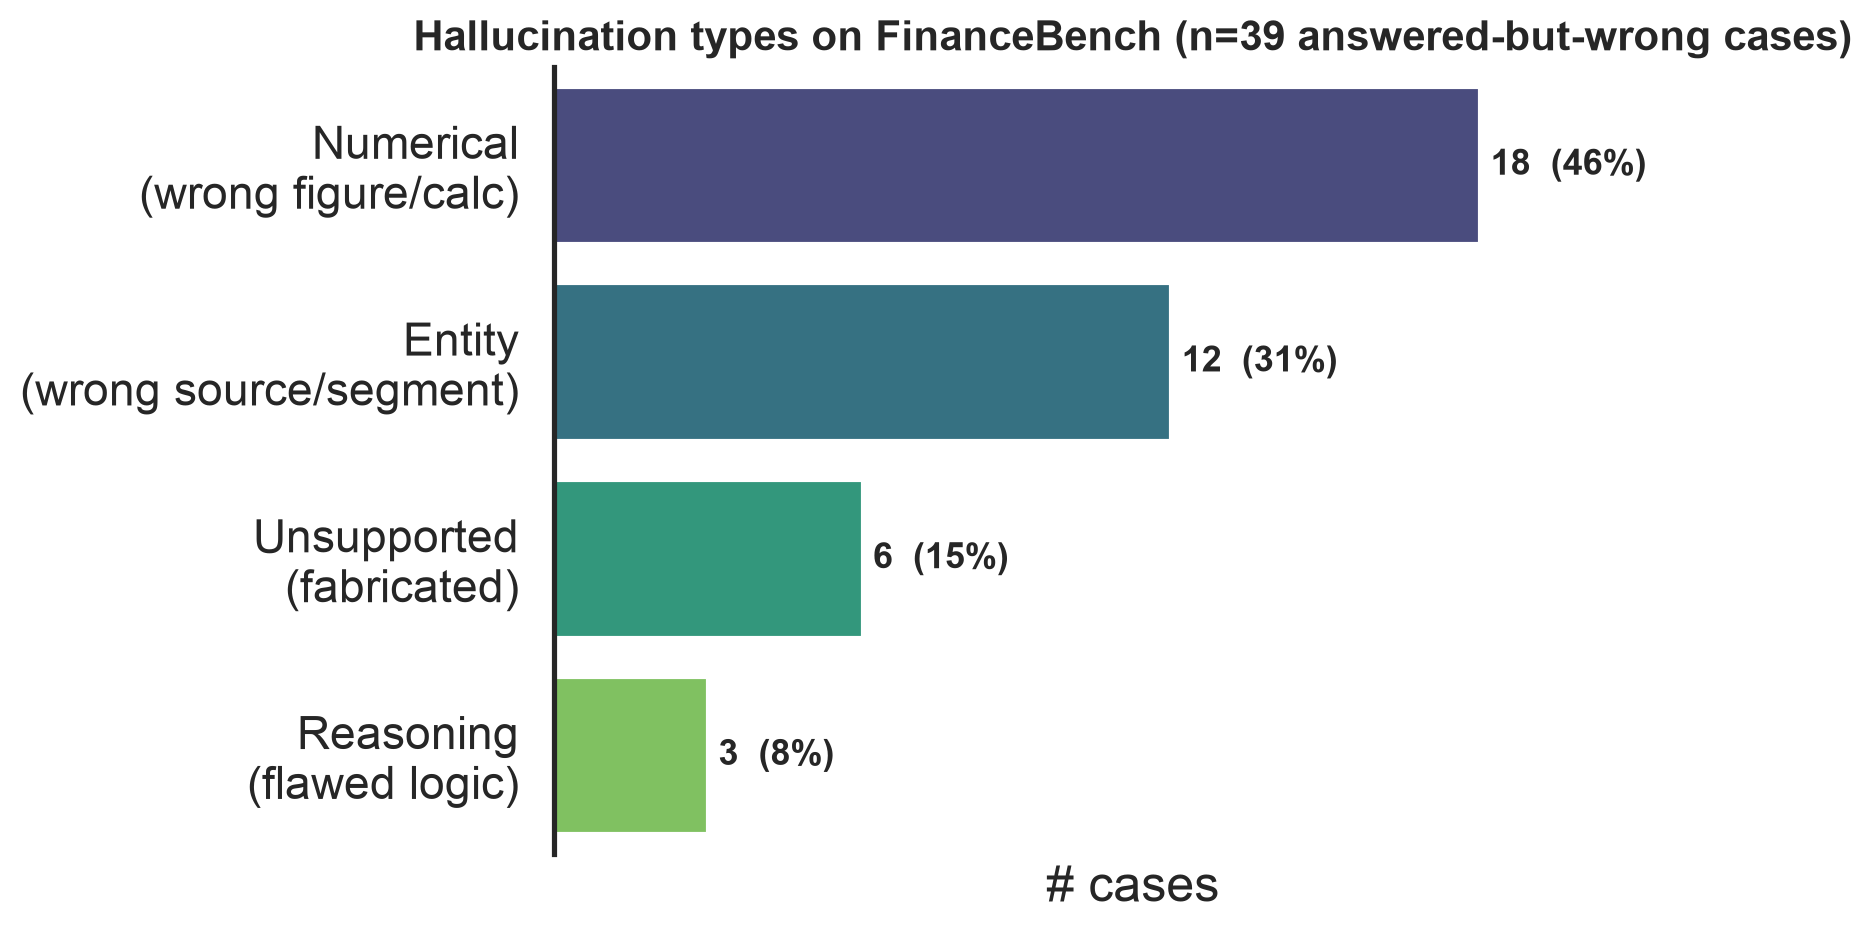 Hallucination types on FinanceBench (n=39 answered-but-wrong cases)
Numerical
(wrong figure/calc)
18 (46%)
Entity
(wrong source/segment)
12 (31%)
Unsupported
(fabricated)
6 (15%)
Reasoning
(flawed logic)
3 (8%)
# cases